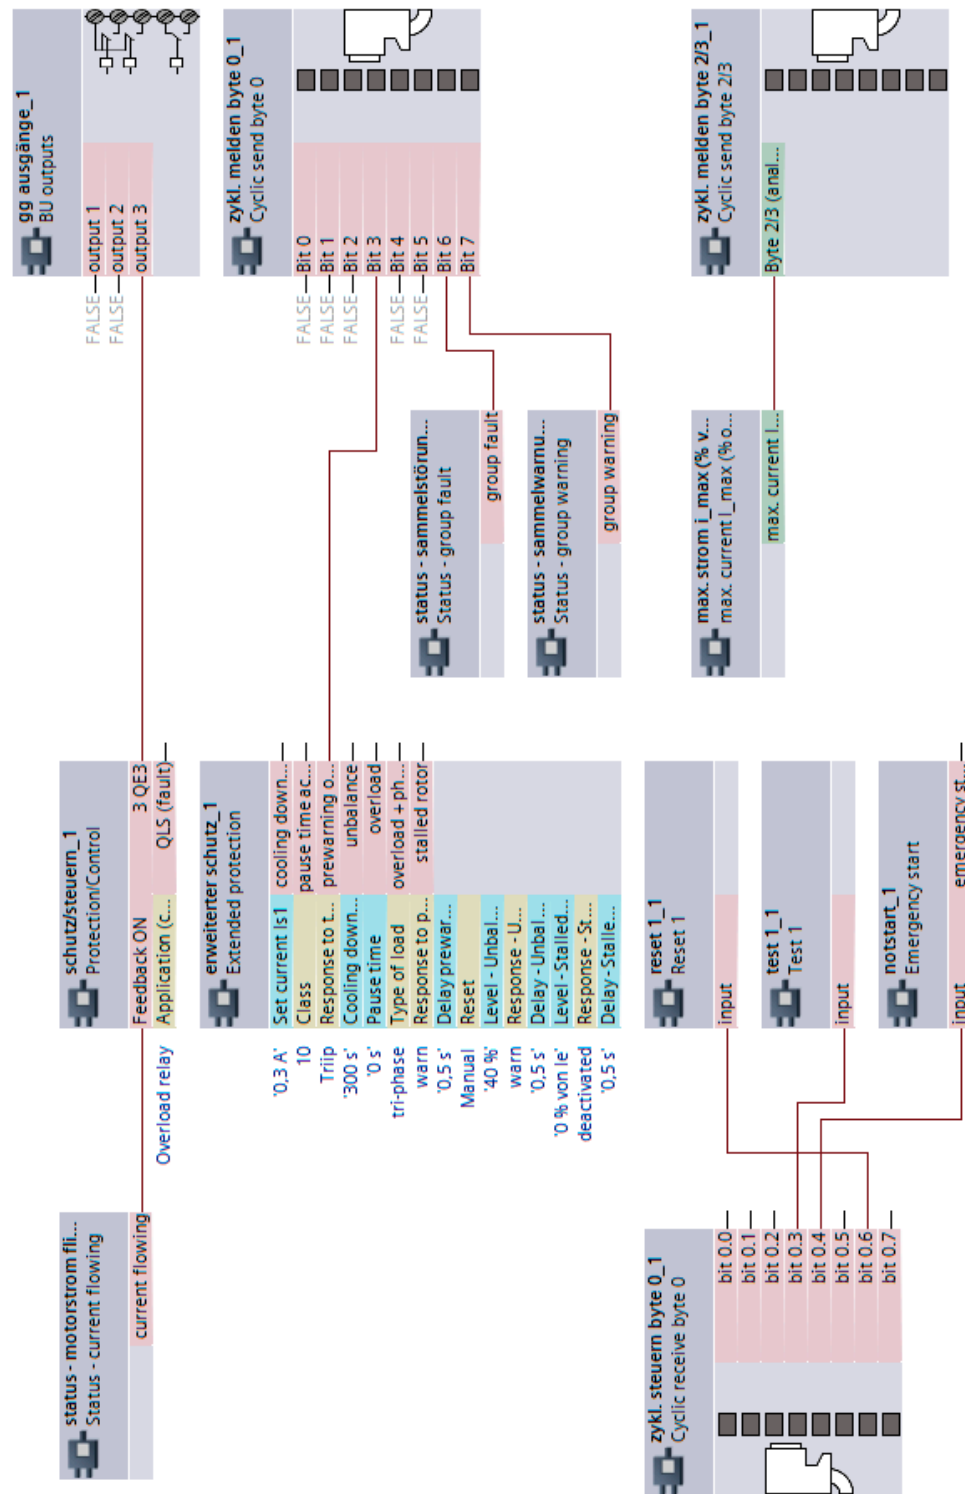 status - motorstrom fli...
Status - current flowing
current flowing
schutz/steuern_1
Protection/Control
Feedback ON
3 QE3
Overload relay
Application (c...
QLS (fault)
gg ausgänge_1
BU outputs
FALSE
output 1
FALSE
output 2
output 3
erweiterter schutz_1
Extended protection
'0,3 A'
Set current Is1
cooling down...
10
Class
pause time ac...
Triip
Response to t...
prewarning o...
'300 s'
Cooling down...
unbalance
'0 s'
Pause time
overload
tri-phase
Type of load
overload + ph...
warn
Response to p...
stalled rotor
'0,5 s'
Delay prewar...
Manual
Reset
'40 %'
Level - Unbal...
warn
Response - U...
'0,5 s'
Delay - Unbal...
'0 % von Ie'
Level - Stalled...
deactivated
Response - St...
'0,5 s'
Delay - Stalle...
zykl. melden byte 0_1
Cyclic send byte 0
FALSE
Bit 0
FALSE
Bit 1
FALSE
Bit 2
Bit 3
FALSE
Bit 4
FALSE
Bit 5
Bit 6
Bit 7
status - sammelstörun...
Status - group fault
group fault
status - sammelwarnu...
Status - group warning
group warning
zykl. steuern byte 0_1
Cyclic receive byte 0
bit 0.0
bit 0.1
bit 0.2
bit 0.3
bit 0.4
bit 0.5
bit 0.6
bit 0.7
reset 1_1
Reset 1
input
test 1_1
Test 1
input
notstart_1
Emergency start
input
emergency st...
max. strom i_max (% v...
max. current I_max (% o...
max. current I...
zykl. melden byte 2/3_1
Cyclic send byte 2/3
Byte 2/3 (anal...